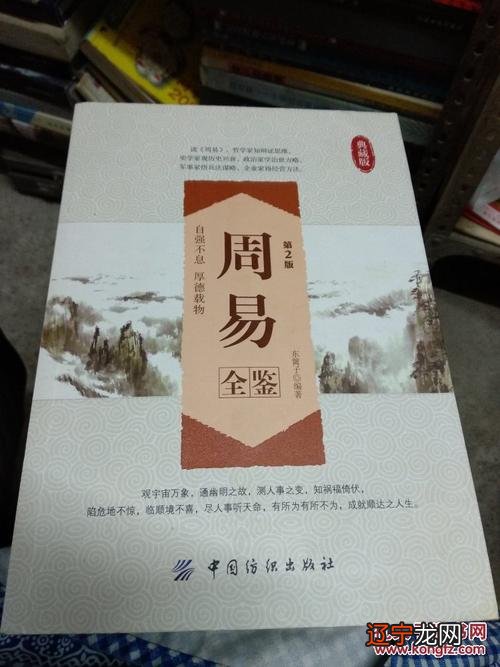 读《周易》，哲学家知辩证思维，
史学家观历史兴衰，政治家学治世方略，
军事家悟兵法谋略，企业家得经营方法。
典藏版
自强不息 厚德载物
周易
第2版
全鉴
东篱子◎编著
观宇宙万象，通幽明之故，测人事之变，知祸福倚伏，
陷危地不惊，临顺境不喜，尽人事听天命，有所为有所不为，成就顺达之人生。
中国纺织出版社
辽宁龙网
书网
www.kongfz.com